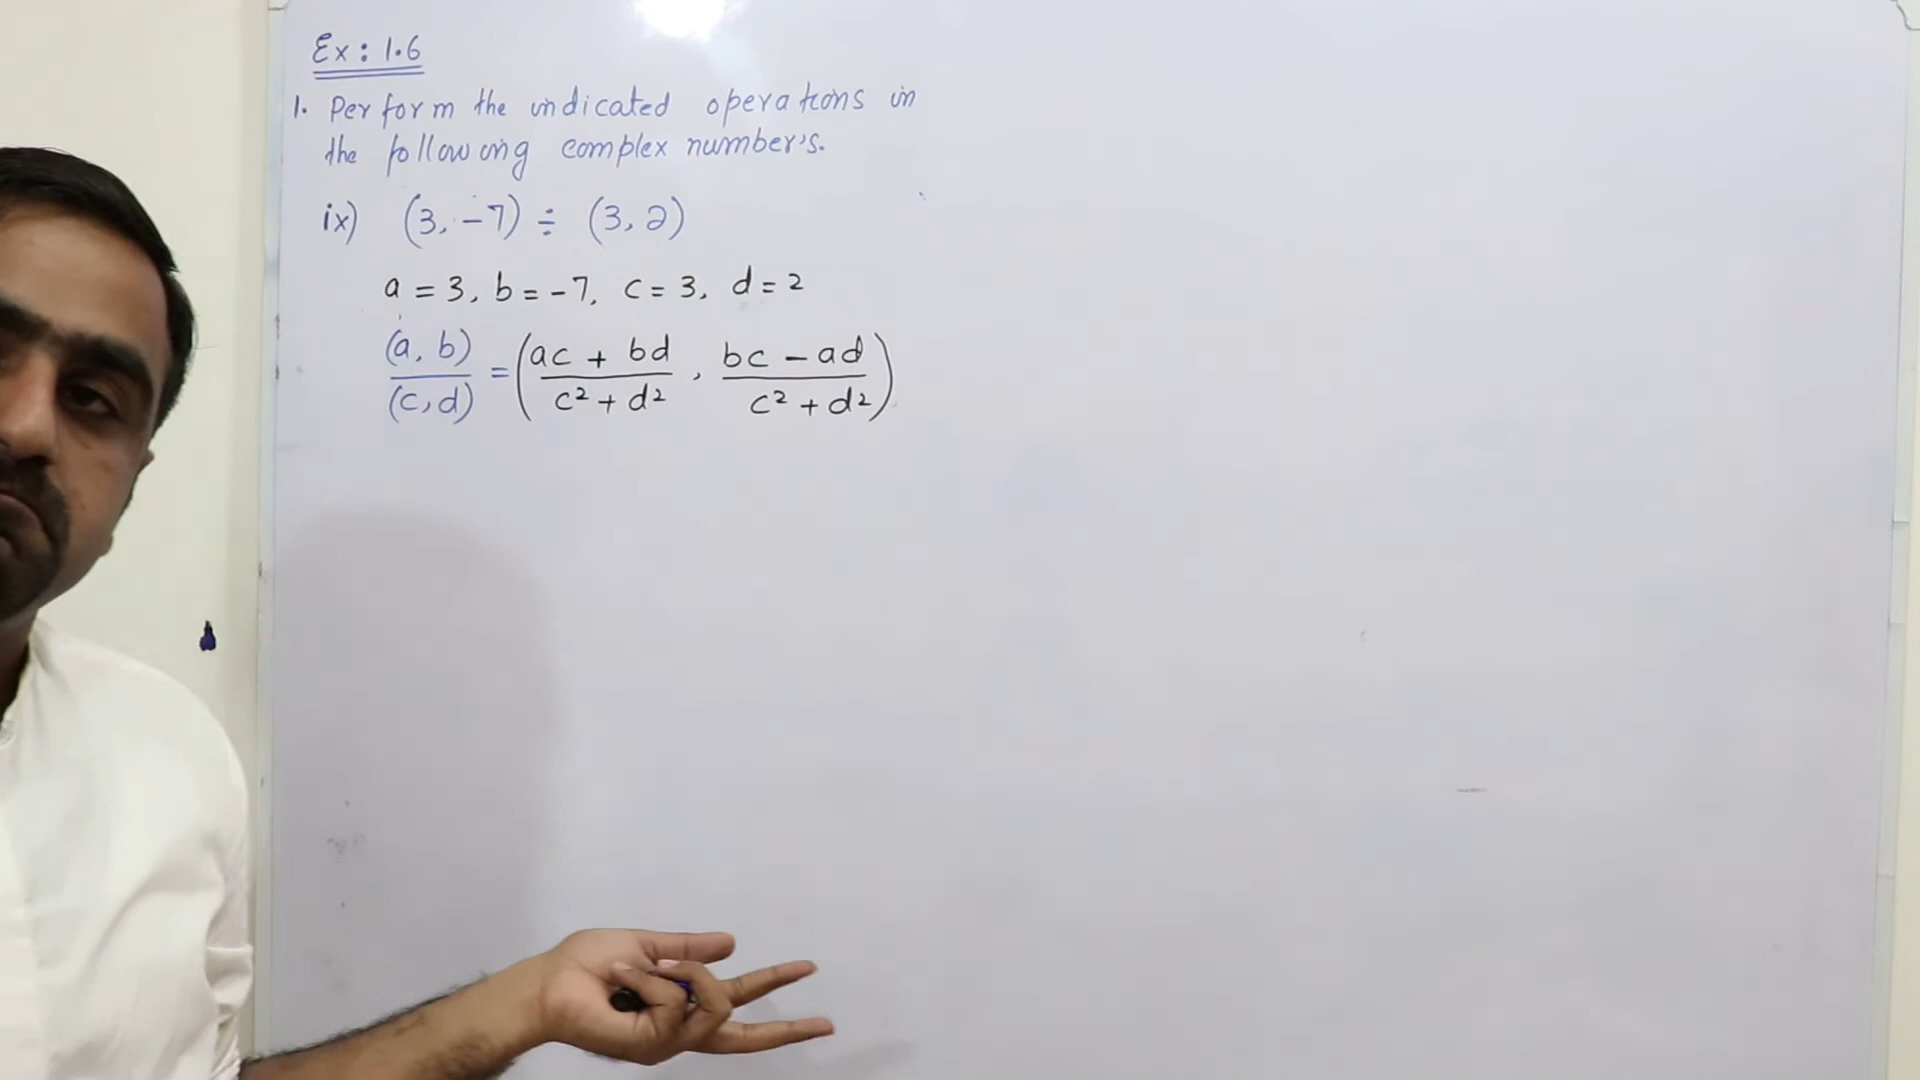 Ex: 1.6
1. Perform the indicated operations in
the following complex number's.
ix) (3, -7) ÷ (3, 2)
a = 3, b = -7, c = 3, d = 2
(a, b)/(c, d) = (ac + bd/c² + d², bc - ad/c² + d²)